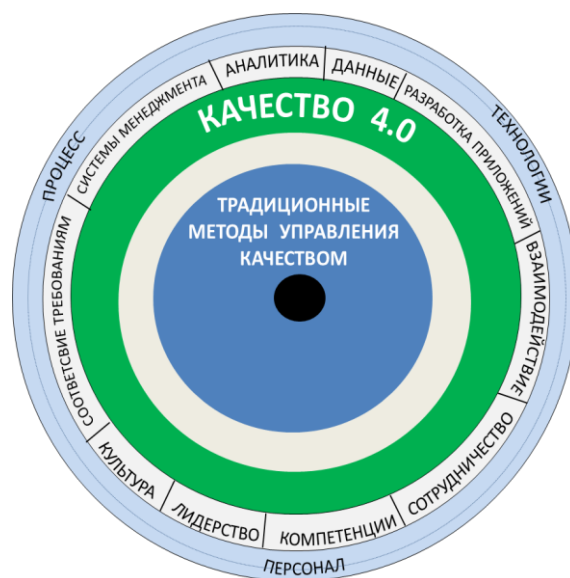 ПРОЦЕСС
ТЕХНОЛОГИИ
ПЕРСОНАЛ
СИСТЕМЫ МЕНЕДЖМЕНТА
АНАЛИТИКА
ДАННЫЕ
РАЗРАБОТКА ПРИЛОЖЕНИЙ
ВЗАИМОДЕЙСТВИЕ
СОТРУДНИЧЕСТВО
КОМПЕТЕНЦИИ
ЛИДЕРСТВО
КУЛЬТУРА
СООТВЕТСВИЕ ТРЕБОВАНИЯМ
КАЧЕСТВО 4.0
ТРАДИЦИОННЫЕ
МЕТОДЫ УПРАВЛЕНИЯ
КАЧЕСТВОМ